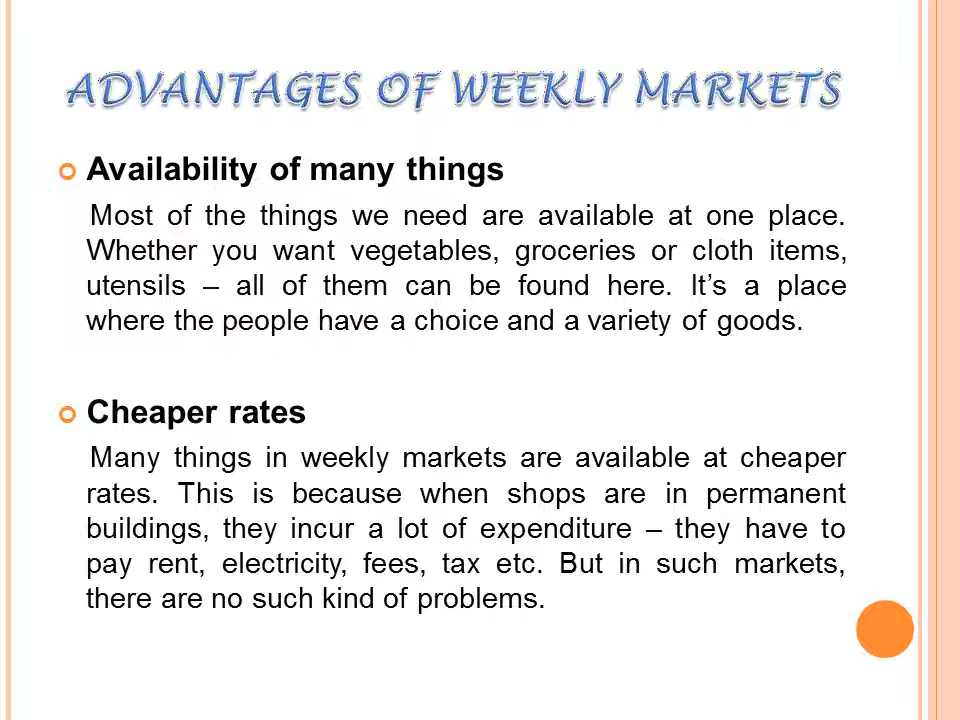 ADVANTAGES OF WEEKLY MARKETS
Availability of many things
Most of the things we need are available at one place.
Whether you want vegetables, groceries or cloth items,
utensils – all of them can be found here. It’s a place
where the people have a choice and a variety of goods.
Cheaper rates
Many things in weekly markets are available at cheaper
rates. This is because when shops are in permanent
buildings, they incur a lot of expenditure – they have to
pay rent, electricity, fees, tax etc. But in such markets,
there are no such kind of problems.